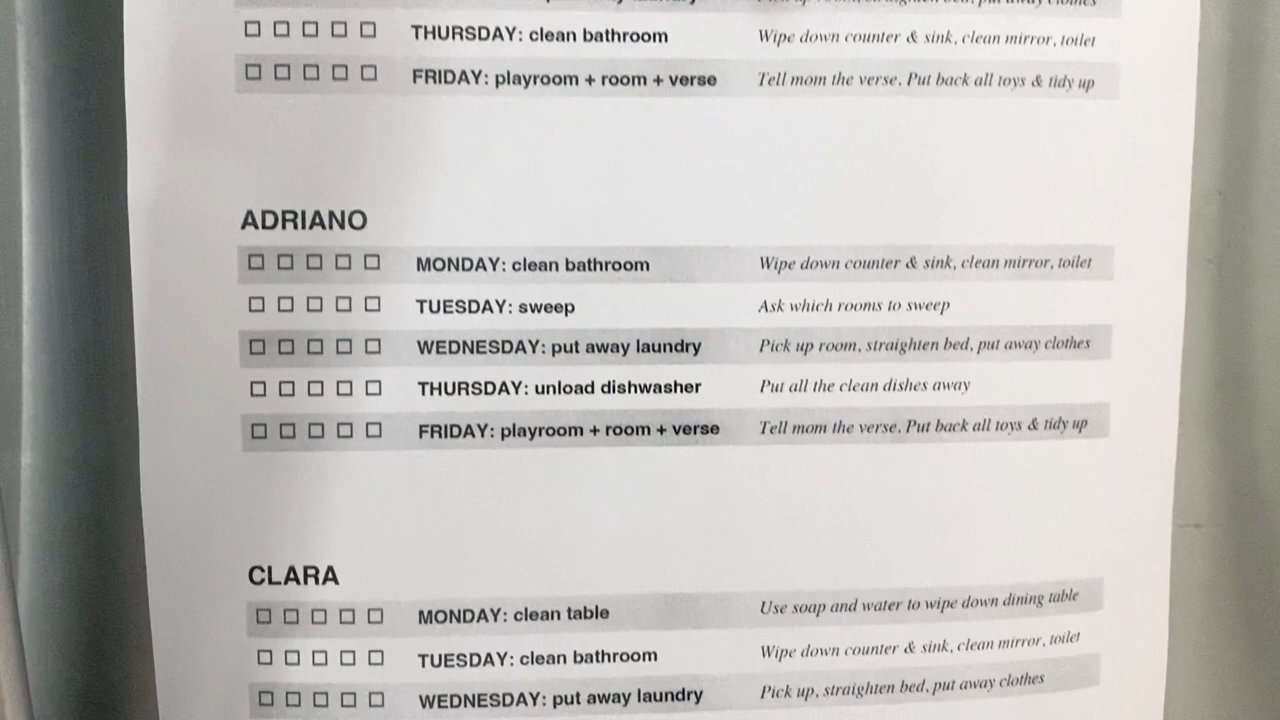 THURSDAY: clean bathroom Wipe down counter & sink, clean mirror, toilet
FRIDAY: playroom + room + verse Tell mom the verse. Put back all toys & tidy up
ADRIANO
MONDAY: clean bathroom Wipe down counter & sink, clean mirror, toilet
TUESDAY: sweep Ask which rooms to sweep
WEDNESDAY: put away laundry Pick up room, straighten bed, put away clothes
THURSDAY: unload dishwasher Put all the clean dishes away
FRIDAY: playroom + room + verse Tell mom the verse. Put back all toys & tidy up
CLARA
MONDAY: clean table Use soap and water to wipe down dining table
TUESDAY: clean bathroom Wipe down counter & sink, clean mirror, toilet
WEDNESDAY: put away laundry Pick up, straighten bed, put away clothes